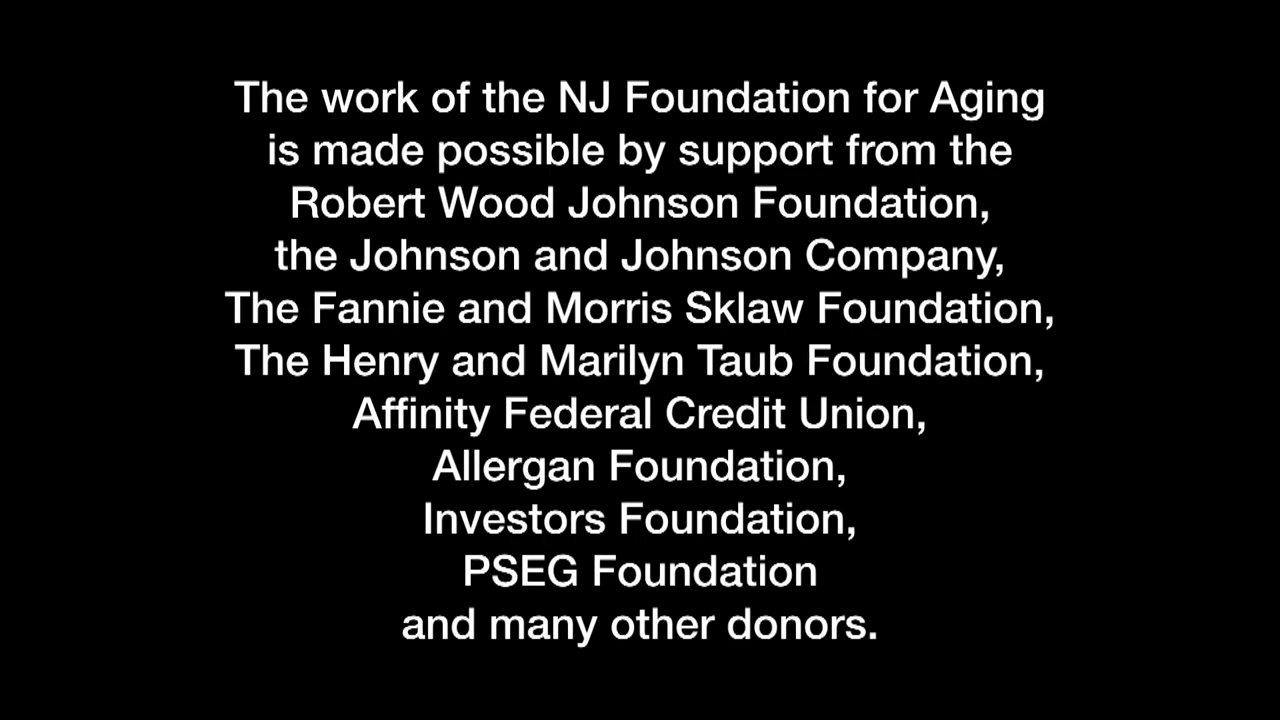 The work of the NJ Foundation for Aging
is made possible by support from the
Robert Wood Johnson Foundation,
the Johnson and Johnson Company,
The Fannie and Morris Sklaw Foundation,
The Henry and Marilyn Taub Foundation,
Affinity Federal Credit Union,
Allergan Foundation,
Investors Foundation,
PSEG Foundation
and many other donors.